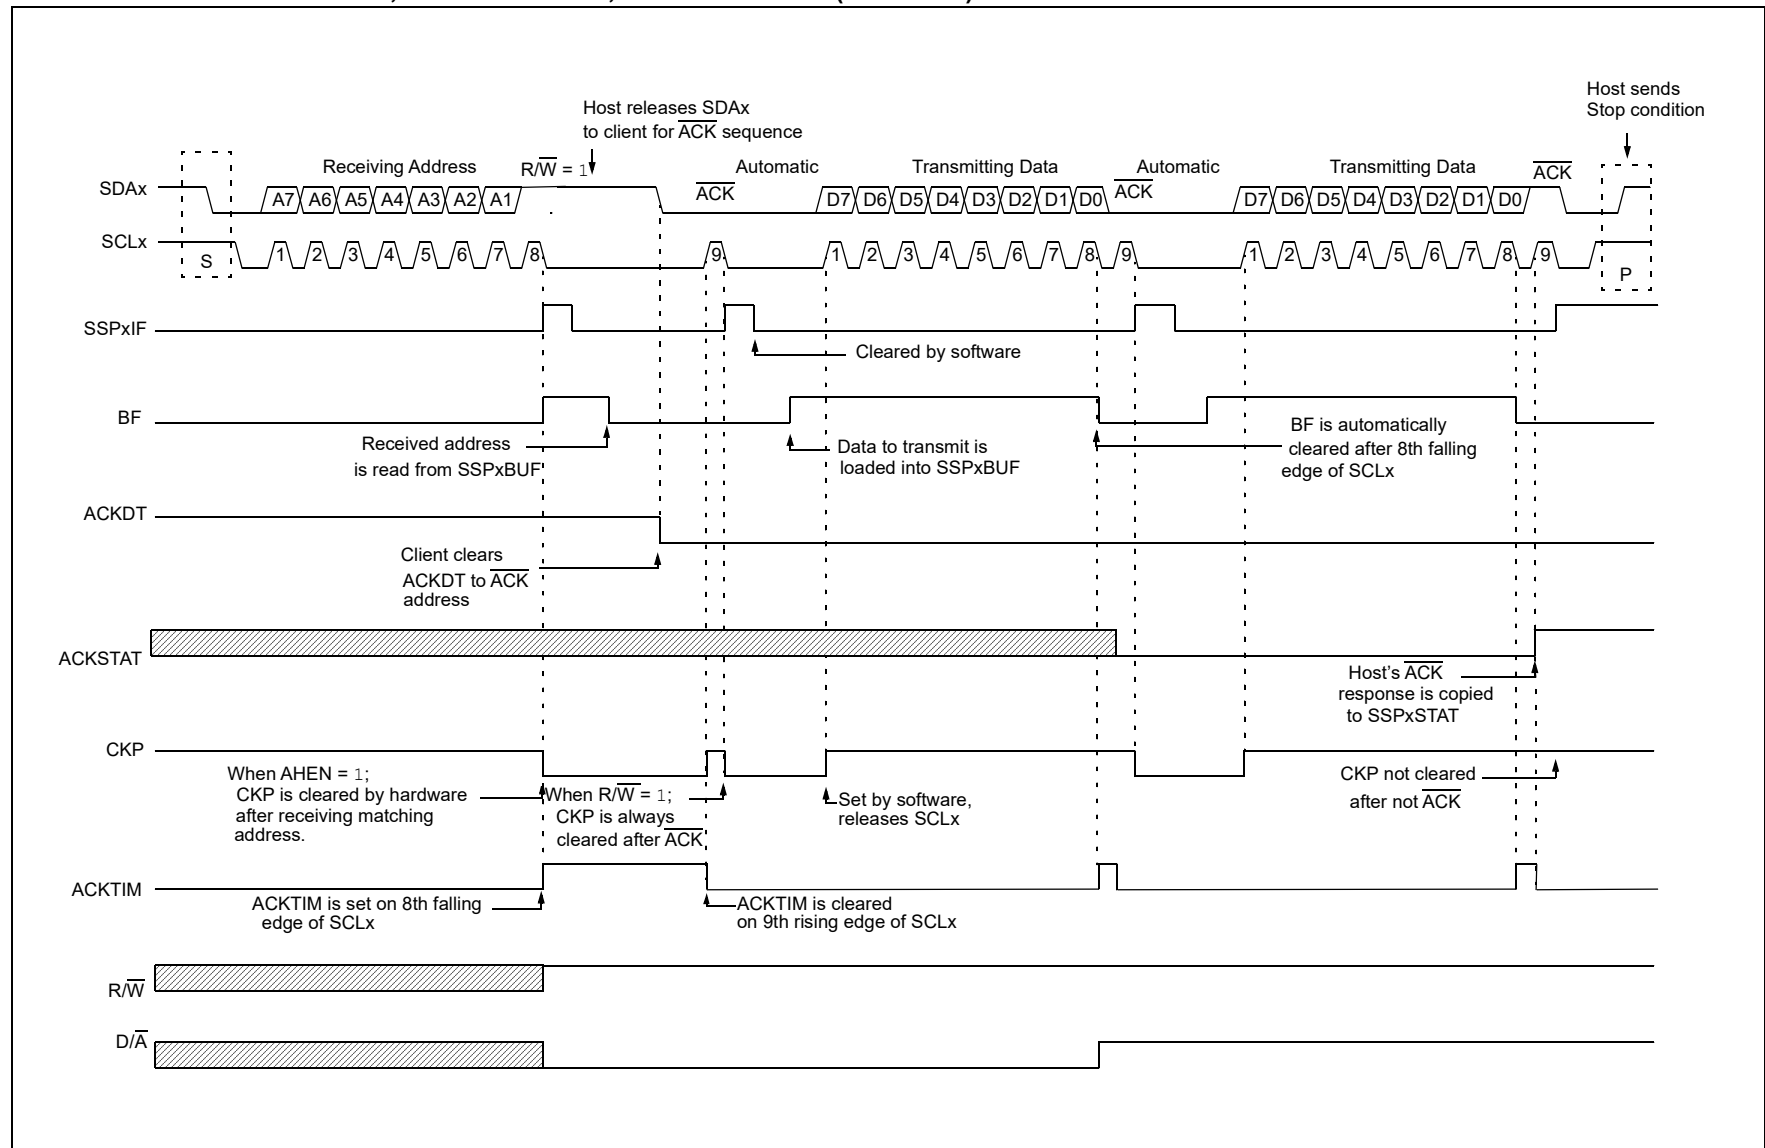 Host sends
Stop condition
Host releases SDAx
to client for A̅C̅K̅ sequence
Receiving Address
R/W̅ = 1
Automatic
Transmitting Data
Automatic
Transmitting Data
A̅C̅K̅
SDAx
A7 A6 A5 A4 A3 A2 A1
A̅C̅K̅
D7 D6 D5 D4 D3 D2 D1 D0
A̅C̅K̅
D7 D6 D5 D4 D3 D2 D1 D0
SCLx
S
1 2 3 4 5 6 7 8 9
1 2 3 4 5 6 7 8 9
1 2 3 4 5 6 7 8 9
P
SSPxIF
Cleared by software
BF
Received address
is read from SSPxBUF
Data to transmit is
loaded into SSPxBUF
BF is automatically
cleared after 8th falling
edge of SCLx
ACKDT
Client clears
ACKDT to A̅C̅K̅
address
ACKSTAT
Host's A̅C̅K̅
response is copied
to SSPxSTAT
CKP
When AHEN = 1;
CKP is cleared by hardware
after receiving matching
address.
When R/W̅ = 1;
CKP is always
cleared after A̅C̅K̅
Set by software,
releases SCLx
CKP not cleared
after not A̅C̅K̅
ACKTIM
ACKTIM is set on 8th falling
edge of SCLx
ACKTIM is cleared
on 9th rising edge of SCLx
R/W̅
D/A̅